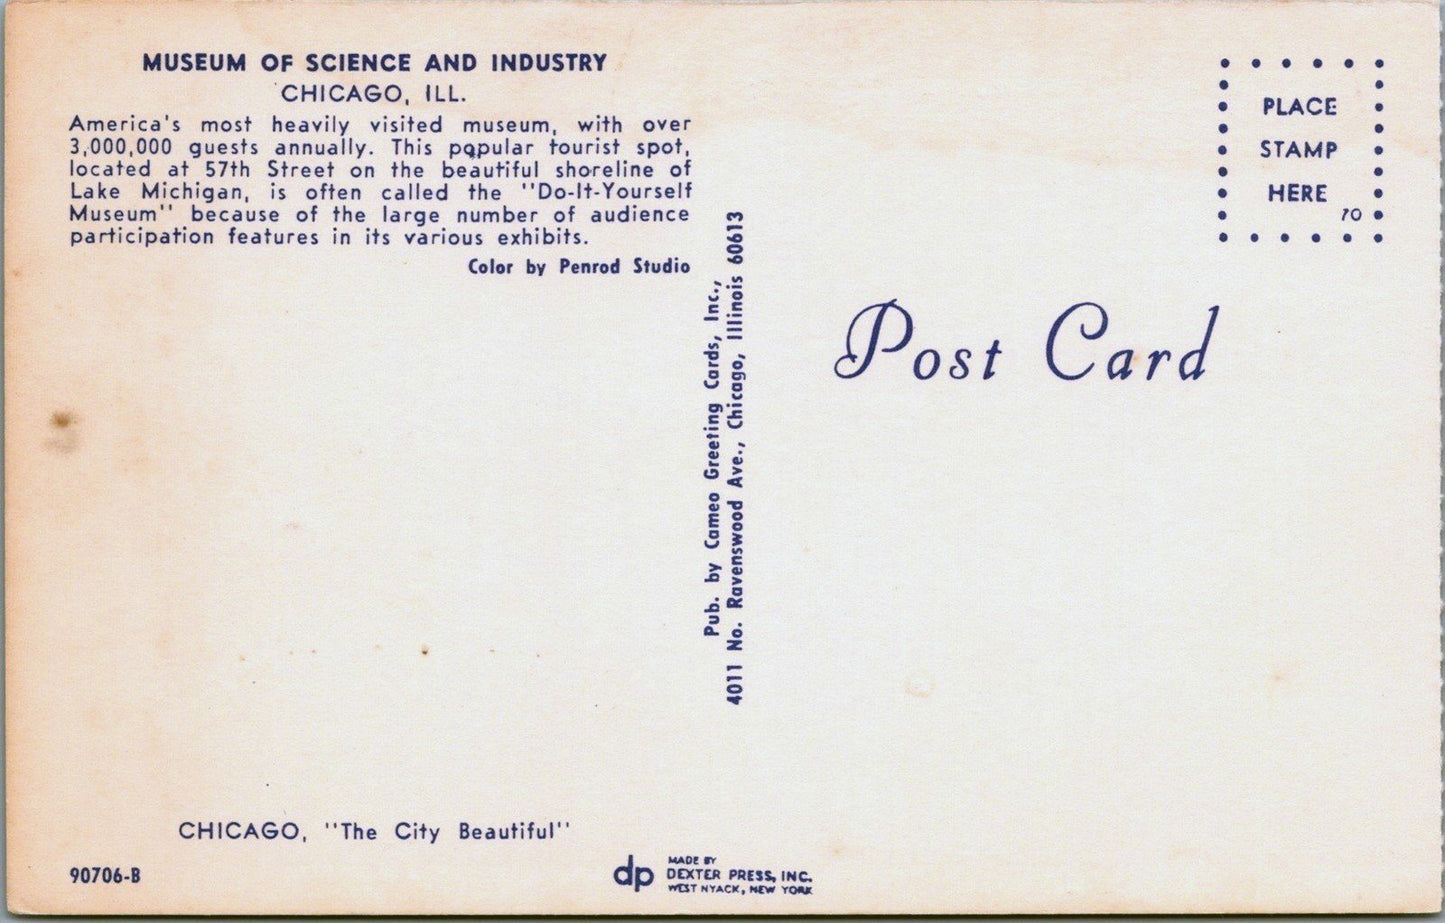 MUSEUM OF SCIENCE AND INDUSTRY
CHICAGO, ILL.
America's most heavily visited museum, with over
3,000,000 guests annually. This popular tourist spot,
located at 57th Street on the beautiful shoreline of
Lake Michigan, is often called the "Do-It-Yourself
Museum" because of the large number of audience
participation features in its various exhibits.
Color by Penrod Studio
CHICAGO, "The City Beautiful"
90706-B
Pub. by Cameo Greeting Cards, Inc.,
4011 No. Ravenswood Ave., Chicago, Illinois 60613
dp
MADE BY
DEXTER PRESS, INC.
WEST NYACK, NEW YORK
PLACE
STAMP
HERE
10
Post Card